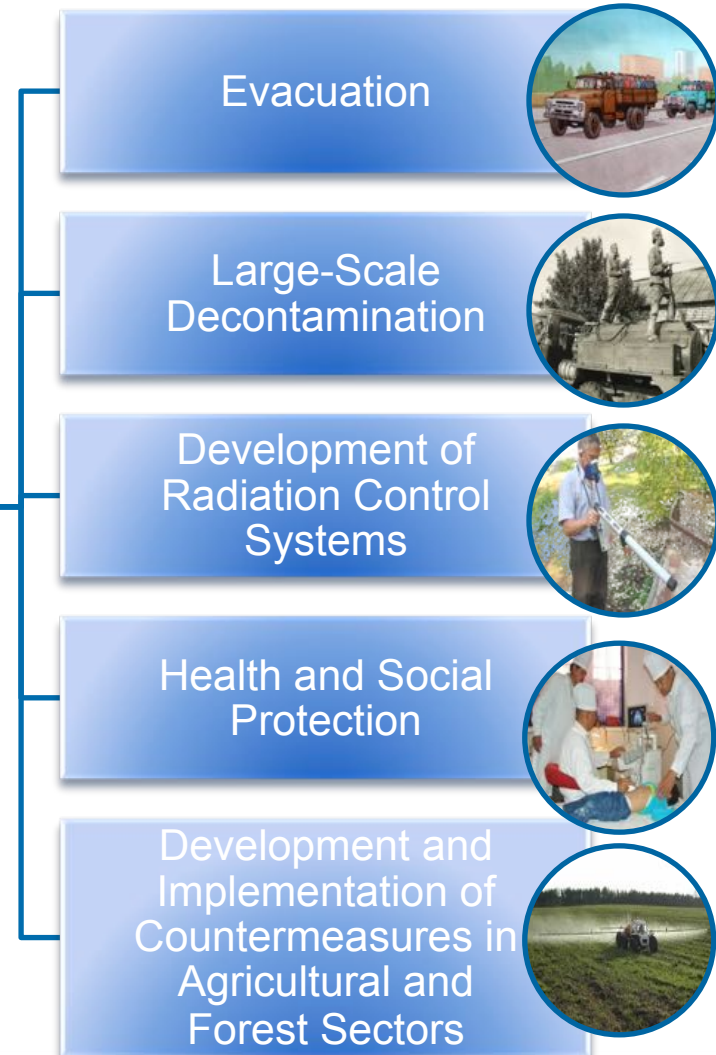 Evacuation
Large-Scale
Decontamination
Development of
Radiation Control
Systems
Health and Social
Protection
Development and
Implementation of
Countermeasures in
Agricultural and
Forest Sectors